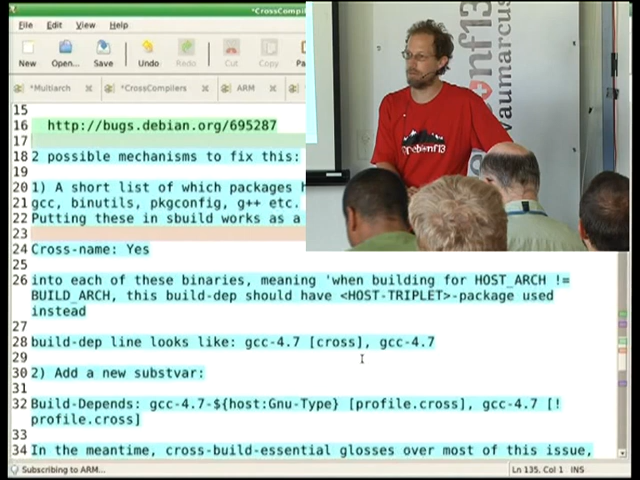 *CrossCompil
File Edit View Help
New Open... Save Undo Redo Cut Copy Pa
*Multiarch *CrossCompilers ARM
15
16 http://bugs.debian.org/695287
17
18 2 possible mechanisms to fix this:
19
20 1) A short list of which packages h
21 gcc, binutils, pkgconfig, g++ etc.
22 Putting these in sbuild works as a
23
24 Cross-name: Yes
25
26 into each of these binaries, meaning 'when building for HOST_ARCH !=
BUILD_ARCH, this build-dep should have <HOST-TRIPLET>-package used
instead
27
28 build-dep line looks like: gcc-4.7 [cross], gcc-4.7
29
30 2) Add a new substvar:
31
32 Build-Depends: gcc-4.7-${host:Gnu-Type} [profile.cross], gcc-4.7 [!
profile.cross]
33
34 In the meantime, cross-build-essential glosses over most of this issue,
Subscribing to ARM... Ln 135, Col 1 INS
nf13
vaumarcus
debconf13